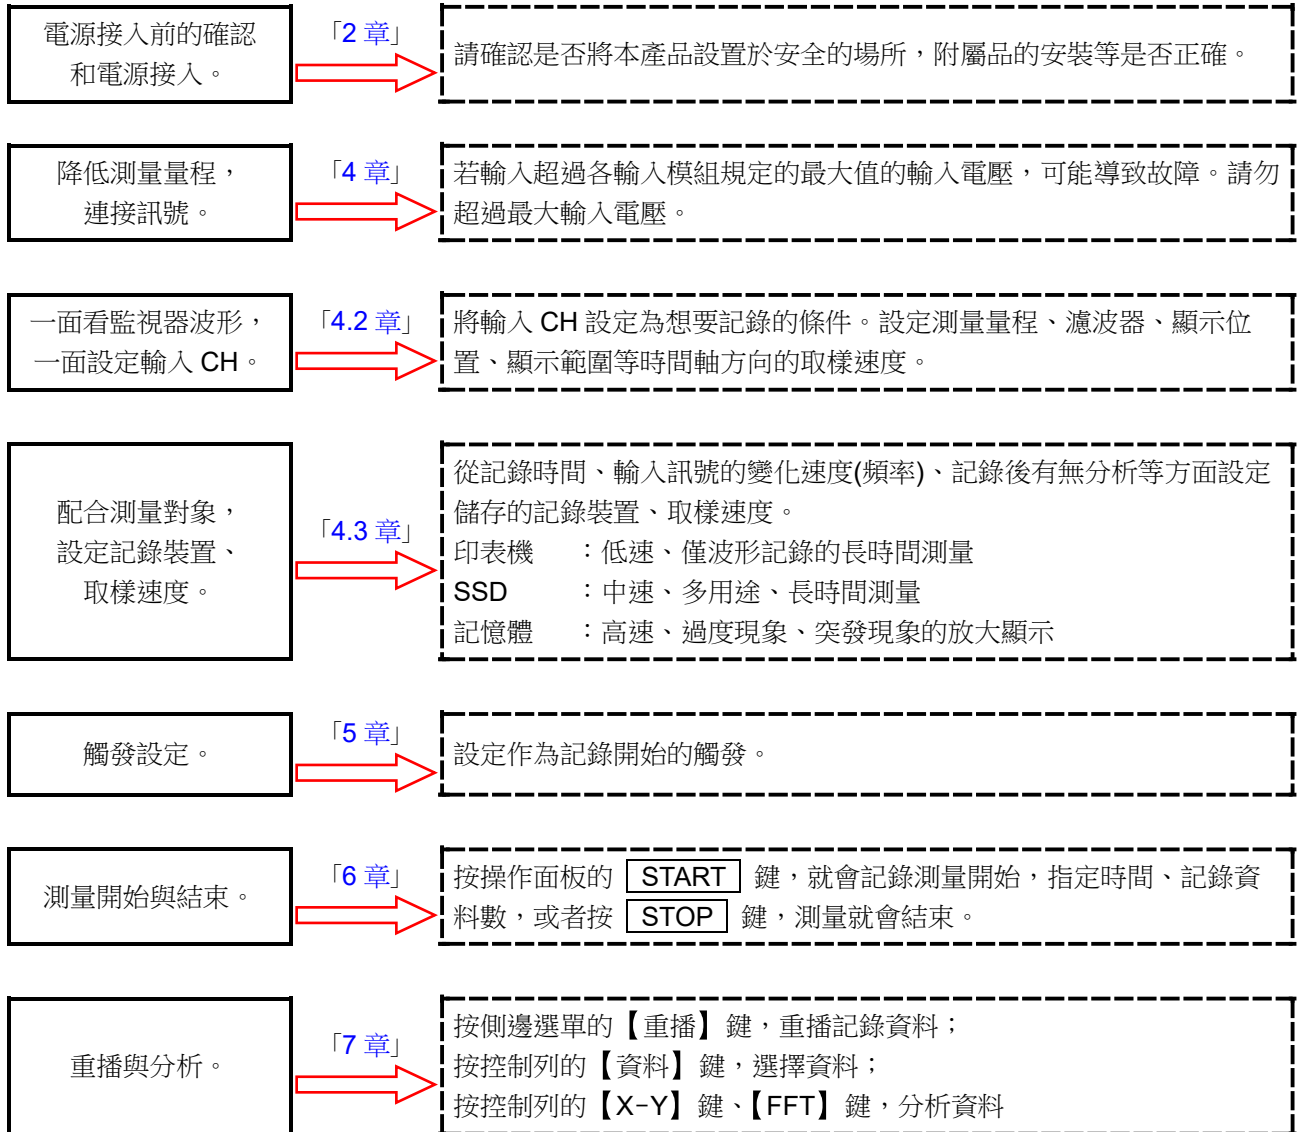 電源接入前的確認
和電源接入。
「2 章」
請確認是否將本產品設置於安全的場所，附屬品的安裝等是否正確。
降低測量量程，
連接訊號。
「4 章」
若輸入超過各輸入模組規定的最大值的輸入電壓，可能導致故障。請勿
超過最大輸入電壓。
一面看監視器波形，
一面設定輸入 CH。
「4.2 章」
將輸入 CH 設定為想要記錄的條件。設定測量量程、濾波器、顯示位
置、顯示範圍等時間軸方向的取樣速度。
配合測量對象，
設定記錄裝置、
取樣速度。
「4.3 章」
從記錄時間、輸入訊號的變化速度(頻率)、記錄後有無分析等方面設定
儲存的記錄裝置、取樣速度。
印表機　：低速、僅波形記錄的長時間測量
SSD　：中速、多用途、長時間測量
記憶體　：高速、過度現象、突發現象的放大顯示
觸發設定。
「5 章」
設定作為記錄開始的觸發。
測量開始與結束。
「6 章」
按操作面板的 START 鍵，就會記錄測量開始，指定時間、記錄資
料數，或者按 STOP 鍵，測量就會結束。
重播與分析。
「7 章」
按側邊選單的【重播】鍵，重播記錄資料；
按控制列的【資料】鍵，選擇資料；
按控制列的【X-Y】鍵、【FFT】鍵，分析資料